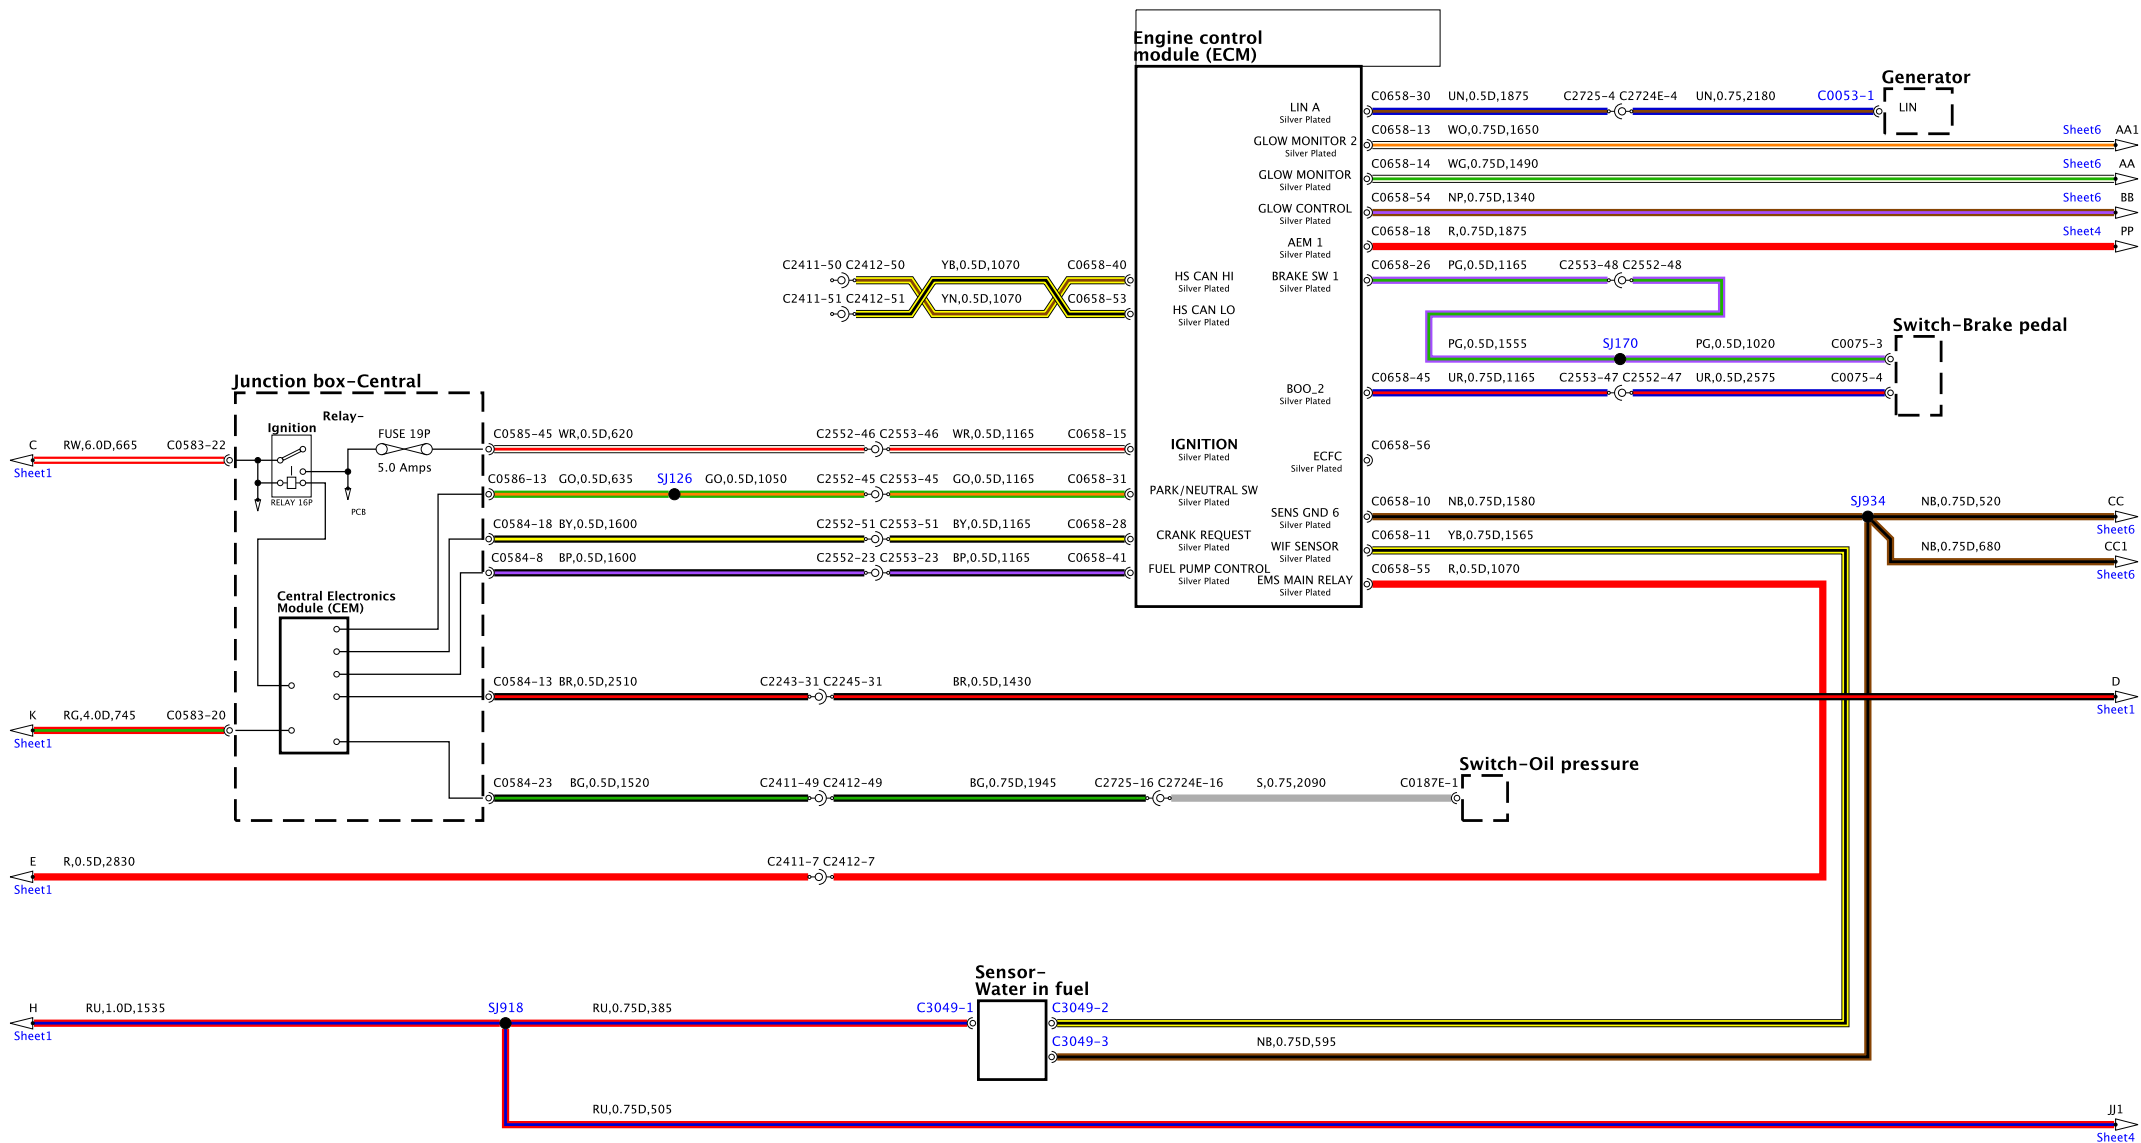 Engine control
module (ECM)
Generator
LIN A
Silver Plated
C0658-30 UN,0.5D,1875 C2725-4 C2724E-4 UN,0.75,2180 C0053-1
LIN
GLOW MONITOR 2
Silver Plated
C0658-13 WO,0.75D,1650 Sheet6 AA1
GLOW MONITOR
Silver Plated
C0658-14 WG,0.75D,1490 Sheet6 AA
GLOW CONTROL
Silver Plated
C0658-54 NP,0.75D,1340 Sheet6 BB
AEM 1
Silver Plated
C0658-18 R,0.75D,1875 Sheet4 PP
C2411-50 C2412-50 YB,0.5D,1070 C0658-40
HS CAN HI
Silver Plated
BRAKE SW 1
Silver Plated
C0658-26 PG,0.5D,1165 C2553-48 C2552-48
C2411-51 C2412-51 YN,0.5D,1070 C0658-53
HS CAN LO
Silver Plated
Switch-Brake pedal
PG,0.5D,1555 SJ170 PG,0.5D,1020 C0075-3
BOO_2
Silver Plated
C0658-45 UR,0.75D,1165 C2553-47 C2552-47 UR,0.5D,2575 C0075-4
Junction box-Central
Relay-
Ignition
FUSE 19P
5.0 Amps
RELAY 16P
PCB
C RW,6.0D,665 C0583-22
Sheet1
C0585-45 WR,0.5D,620 C2552-46 C2553-46 WR,0.5D,1165 C0658-15
IGNITION
Silver Plated
C0658-56
ECFC
Silver Plated
C0586-13 GO,0.5D,635 SJ126 GO,0.5D,1050 C2552-45 C2553-45 GO,0.5D,1165 C0658-31
PARK/NEUTRAL SW
Silver Plated
SENS GND 6
Silver Plated
C0658-10 NB,0.75D,1580 SJ934 NB,0.75D,520 CC
Sheet6
C0584-18 BY,0.5D,1600 C2552-51 C2553-51 BY,0.5D,1165 C0658-28
CRANK REQUEST
Silver Plated
WIF SENSOR
Silver Plated
C0658-11 YB,0.75D,1565
NB,0.75D,680 CC1
Sheet6
C0584-8 BP,0.5D,1600 C2552-23 C2553-23 BP,0.5D,1165 C0658-41
FUEL PUMP CONTROL
Silver Plated
EMS MAIN RELAY
Silver Plated
C0658-55 R,0.5D,1070
Central Electronics
Module (CEM)
C0584-13 BR,0.5D,2510 C2243-31 C2245-31 BR,0.5D,1430 D
Sheet1
K RG,4.0D,745 C0583-20
Sheet1
Switch-Oil pressure
C0584-23 BG,0.5D,1520 C2411-49 C2412-49 BG,0.75D,1945 C2725-16 C2724E-16 S,0.75,2090 C0187E-1
E R,0.5D,2830 C2411-7 C2412-7
Sheet1
Sensor-
Water in fuel
H RU,1.0D,1535 SJ918 RU,0.75D,385 C3049-1 C3049-2
Sheet1
C3049-3 NB,0.75D,595
RU,0.75D,505 JJ1
Sheet4